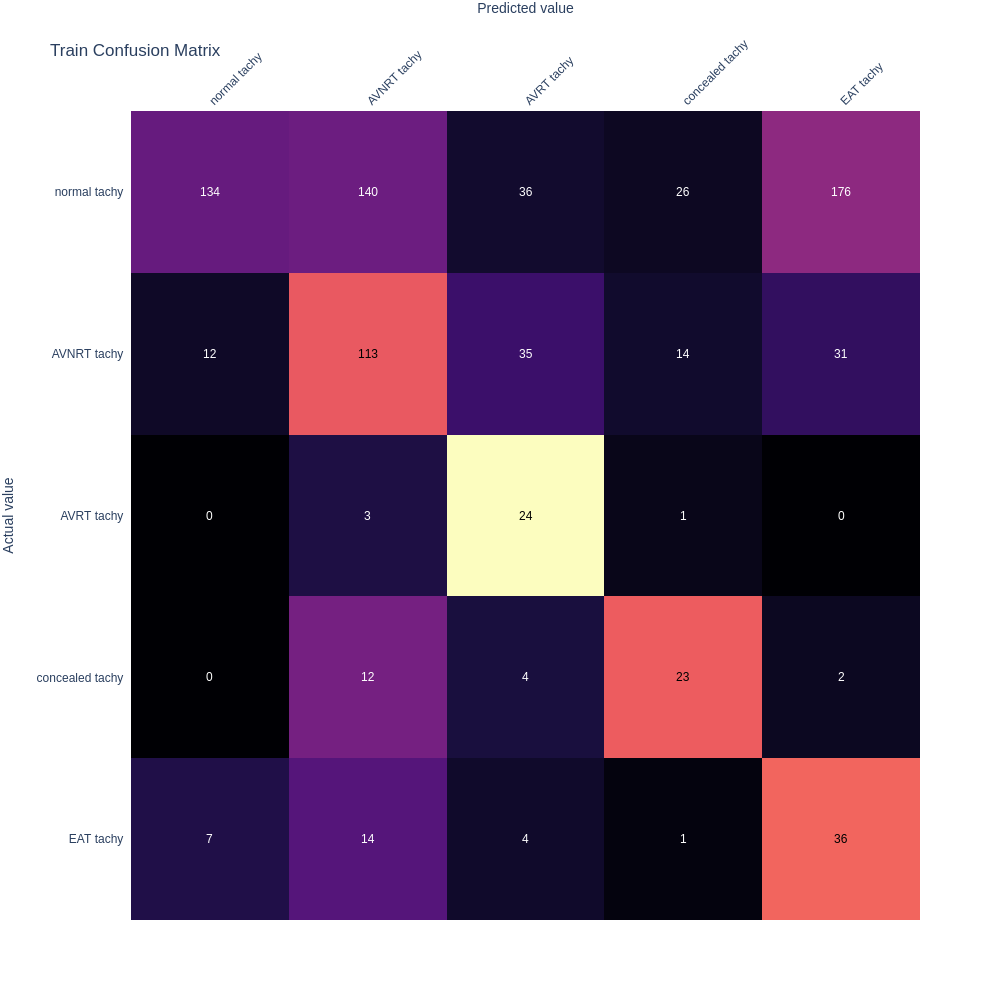 Predicted value
Train Confusion Matrix
normal tachy AVNRT tachy AVRT tachy concealed tachy EAT tachy
normal tachy 134 140 36 26 176
AVNRT tachy 12 113 35 14 31
Actual value
AVRT tachy 0 3 24 1 0
concealed tachy 0 12 4 23 2
EAT tachy 7 14 4 1 36